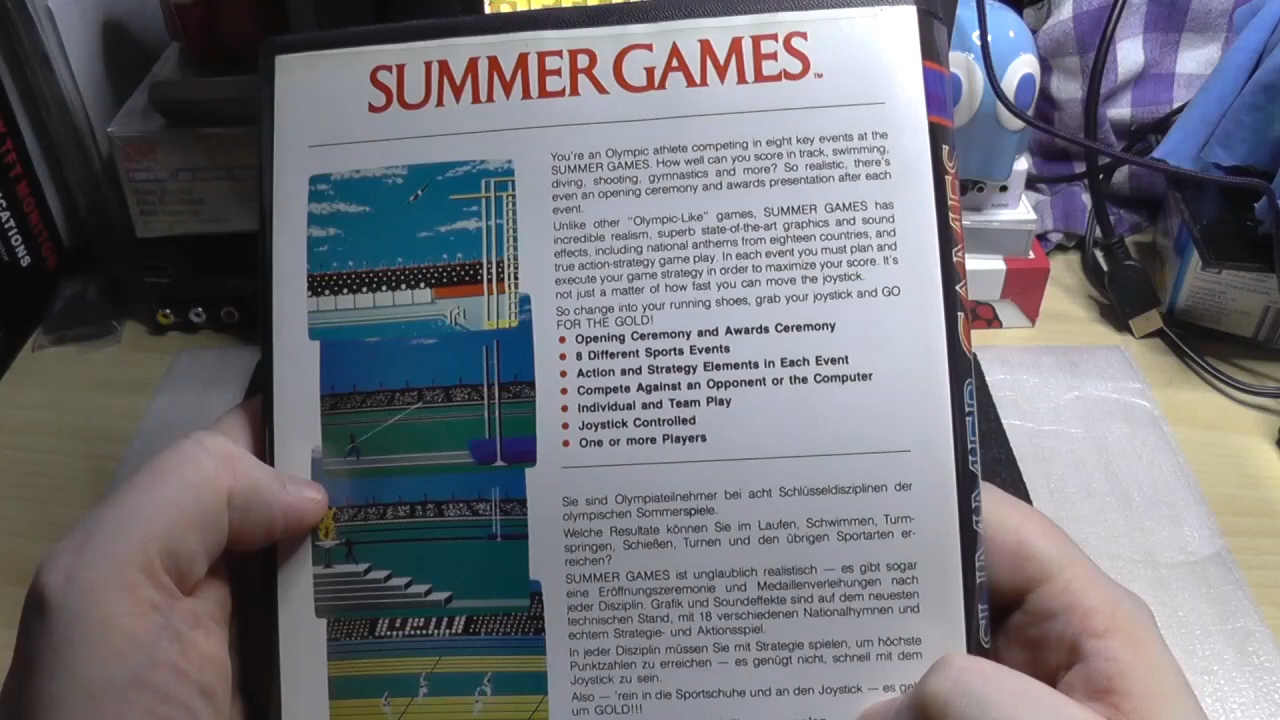 SUMMER GAMES™
You're an Olympic athlete competing in eight key events at the
SUMMER GAMES. How well can you score in track, swimming,
diving, shooting, gymnastics and more? So realistic, there's
even an opening ceremony and awards presentation after each
event.
Unlike other "Olympic-Like" games, SUMMER GAMES has
incredible realism, superb state-of-the-art graphics and sound
effects, including national anthems from eighteen countries, and
true action-strategy game play. In each event you must plan and
execute your game strategy in order to maximize your score. It's
not just a matter of how fast you can move the joystick.
So change into your running shoes, grab your joystick and GO
FOR THE GOLD!
• Opening Ceremony and Awards Ceremony
• 8 Different Sports Events
• Action and Strategy Elements in Each Event
• Compete Against an Opponent or the Computer
• Individual and Team Play
• Joystick Controlled
• One or more Players
Sie sind Olympiateilnehmer bei acht Schlüsseldisziplinen der
olympischen Sommerspiele.
Welche Resultate können Sie im Laufen, Schwimmen, Turm-
springen, Schießen, Turnen und den übrigen Sportarten er-
reichen?
SUMMER GAMES ist unglaublich realistisch — es gibt sogar
eine Eröffnungszeremonie und Medaillenverleihungen nach
jeder Disziplin. Grafik und Soundeffekte sind auf dem neuesten
technischen Stand, mit 18 verschiedenen Nationalhymnen und
echtem Strategie- und Aktionsspiel.
In jeder Disziplin müssen Sie mit Strategie spielen, um höchste
Punktzahlen zu erreichen — es genügt nicht, schnell mit dem
Joystick zu sein.
Also — 'rein in die Sportschuhe und an den Joystick — es
um GOLD!!!
SUMMER GAMES
TFT MONITOR